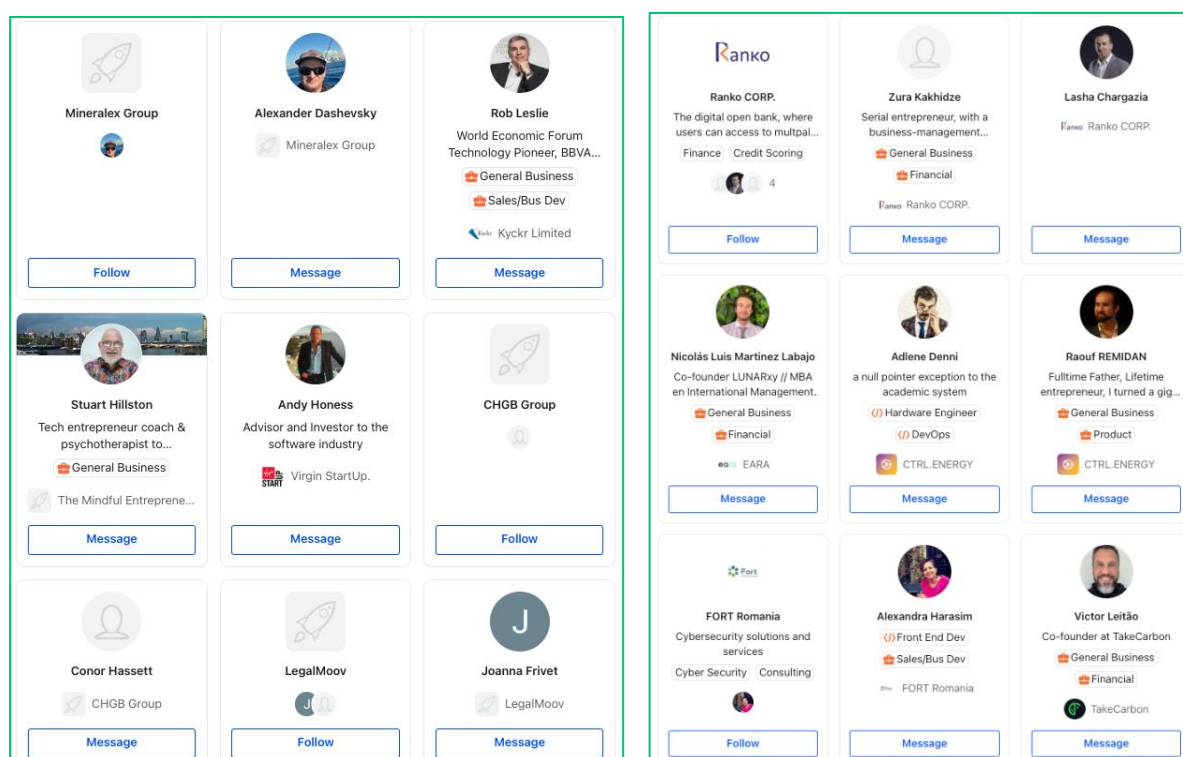 Mineralex Group
Follow
Alexander Dashevsky
Mineralex Group
Message
Rob Leslie
World Economic Forum
Technology Pioneer, BBVA...
General Business
Sales/Bus Dev
Kyckr Limited
Message
Stuart Hillston
Tech entrepreneur coach &
psychotherapist to...
General Business
The Mindful Entreprene...
Message
Andy Honess
Advisor and Investor to the
software industry
START
Virgin StartUp.
Message
CHGB Group
Follow
Conor Hassett
CHGB Group
Message
LegalMoov
J
Follow
J
Joanna Frivet
LegalMoov
Message
Ranko
Ranko CORP.
The digital open bank, where
users can access to multpal...
Finance Credit Scoring
4
Follow
Zura Kakhidze
Serial entrepreneur, with a
business-management...
General Business
Financial
Ranko Ranko CORP.
Message
Lasha Chargazia
Ranko Ranko CORP.
Message
Nicolás Luis Martinez Labajo
Co-founder LUNARxy // MBA
en International Management.
General Business
Financial
EARA
Message
Adlene Denni
a null pointer exception to the
academic system
Hardware Engineer
DevOps
CTRL.ENERGY
Message
Raouf REMIDAN
Fulltime Father, Lifetime
entrepreneur, I turned a gig...
General Business
Product
CTRL.ENERGY
Message
Fort
FORT Romania
Cybersecurity solutions and
services
Cyber Security Consulting
Follow
Alexandra Harasim
Front End Dev
Sales/Bus Dev
FORT Romania
Message
Victor Leitão
Co-founder at TakeCarbon
General Business
Financial
TakeCarbon
Message